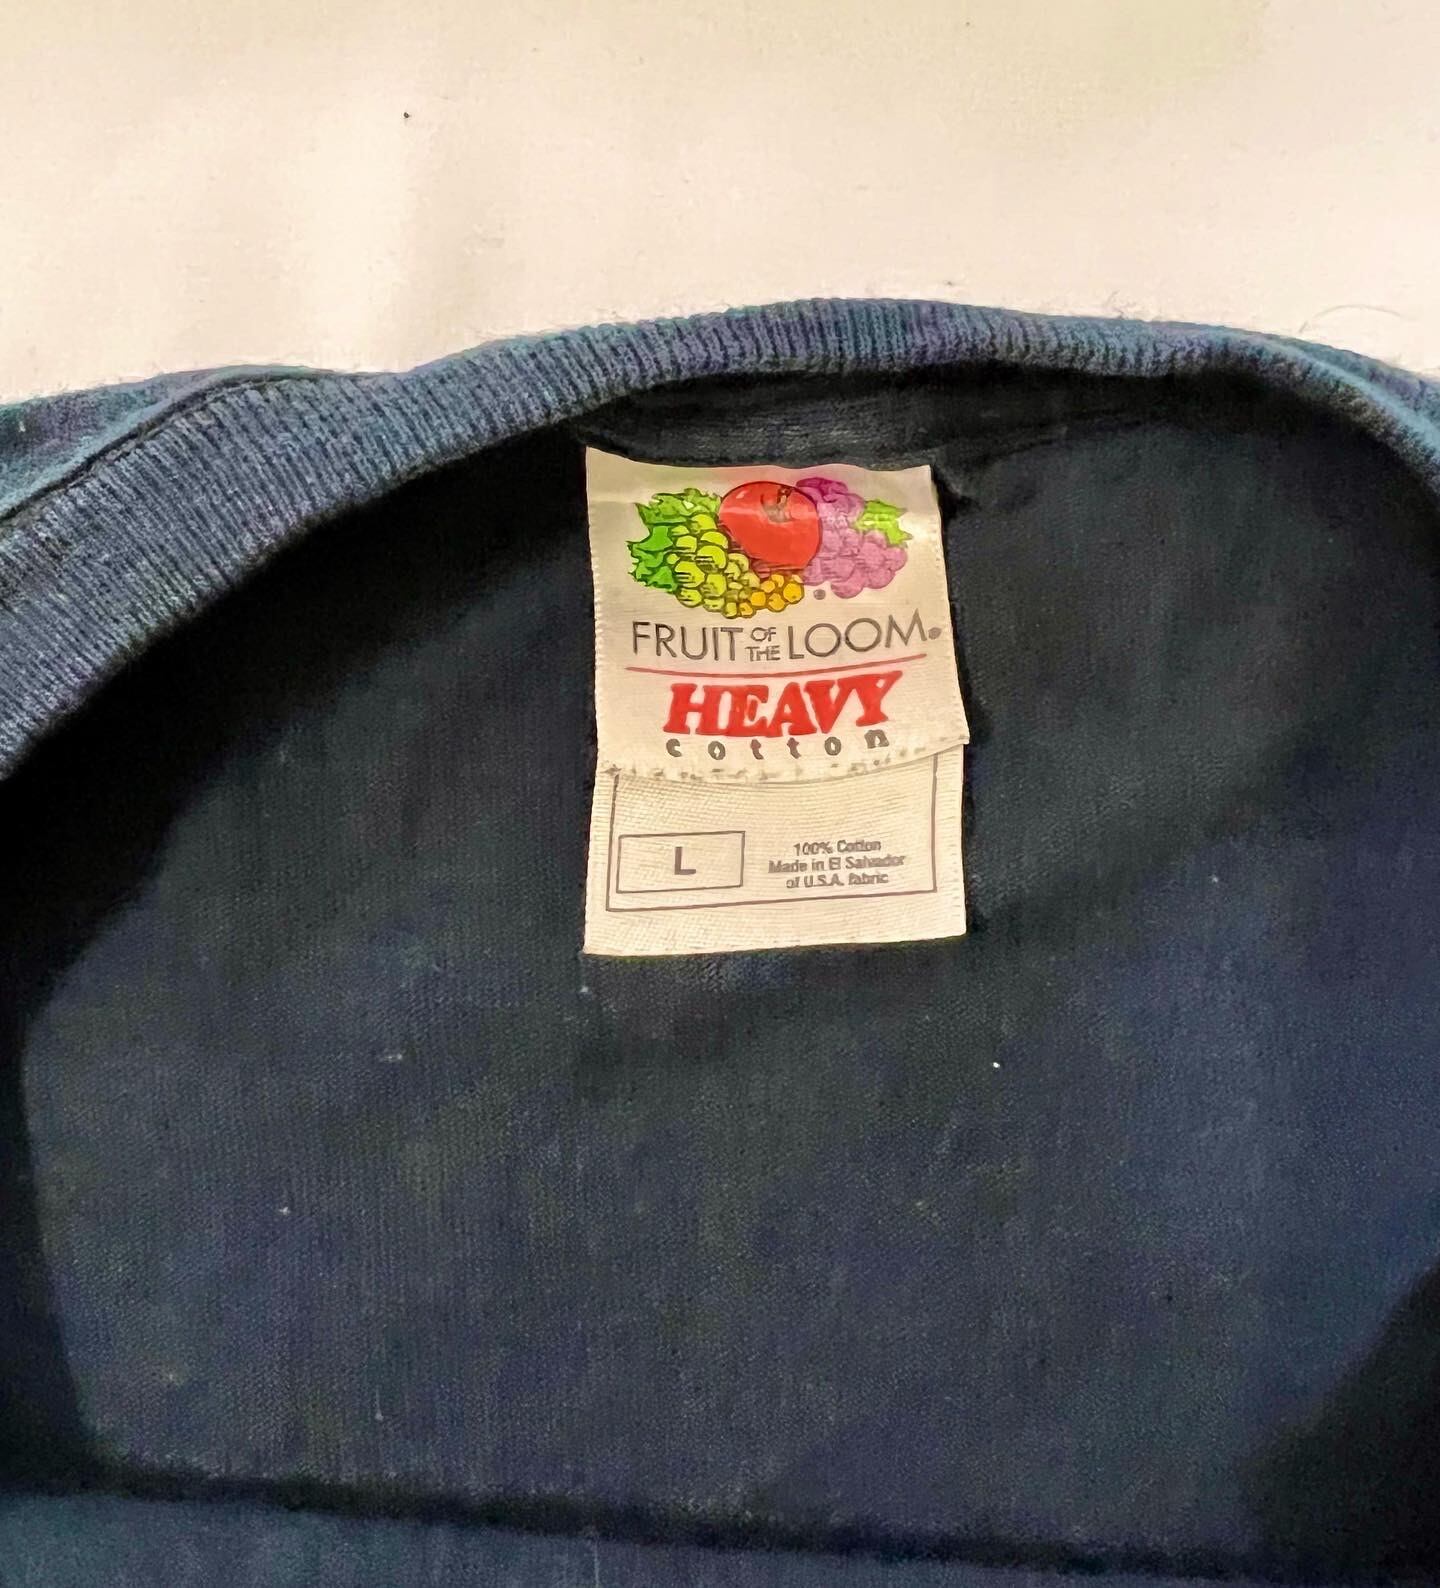 FRUIT OF THE LOOM®
HEAVY
cotton
L
100% Cotton
Made in El Salvador
of U.S.A. fabric